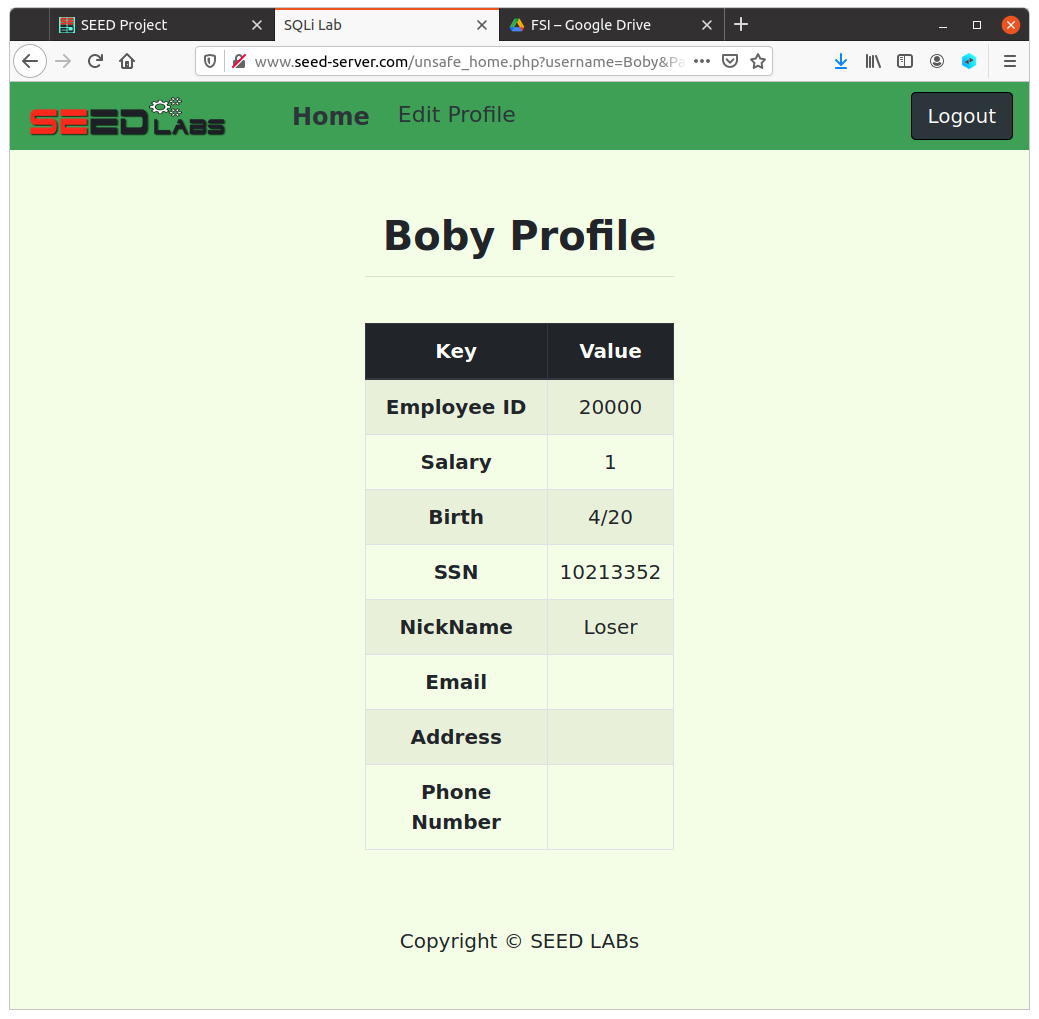 SEED Project
SQLi Lab
FSI – Google Drive
www.seed-server.com/unsafe_home.php?username=Boby&Pa
SEED LABS
Home
Edit Profile
Logout
Boby Profile
Key Value
Employee ID 20000
Salary 1
Birth 4/20
SSN 10213352
NickName Loser
Email
Address
Phone
Number
Copyright © SEED LABs